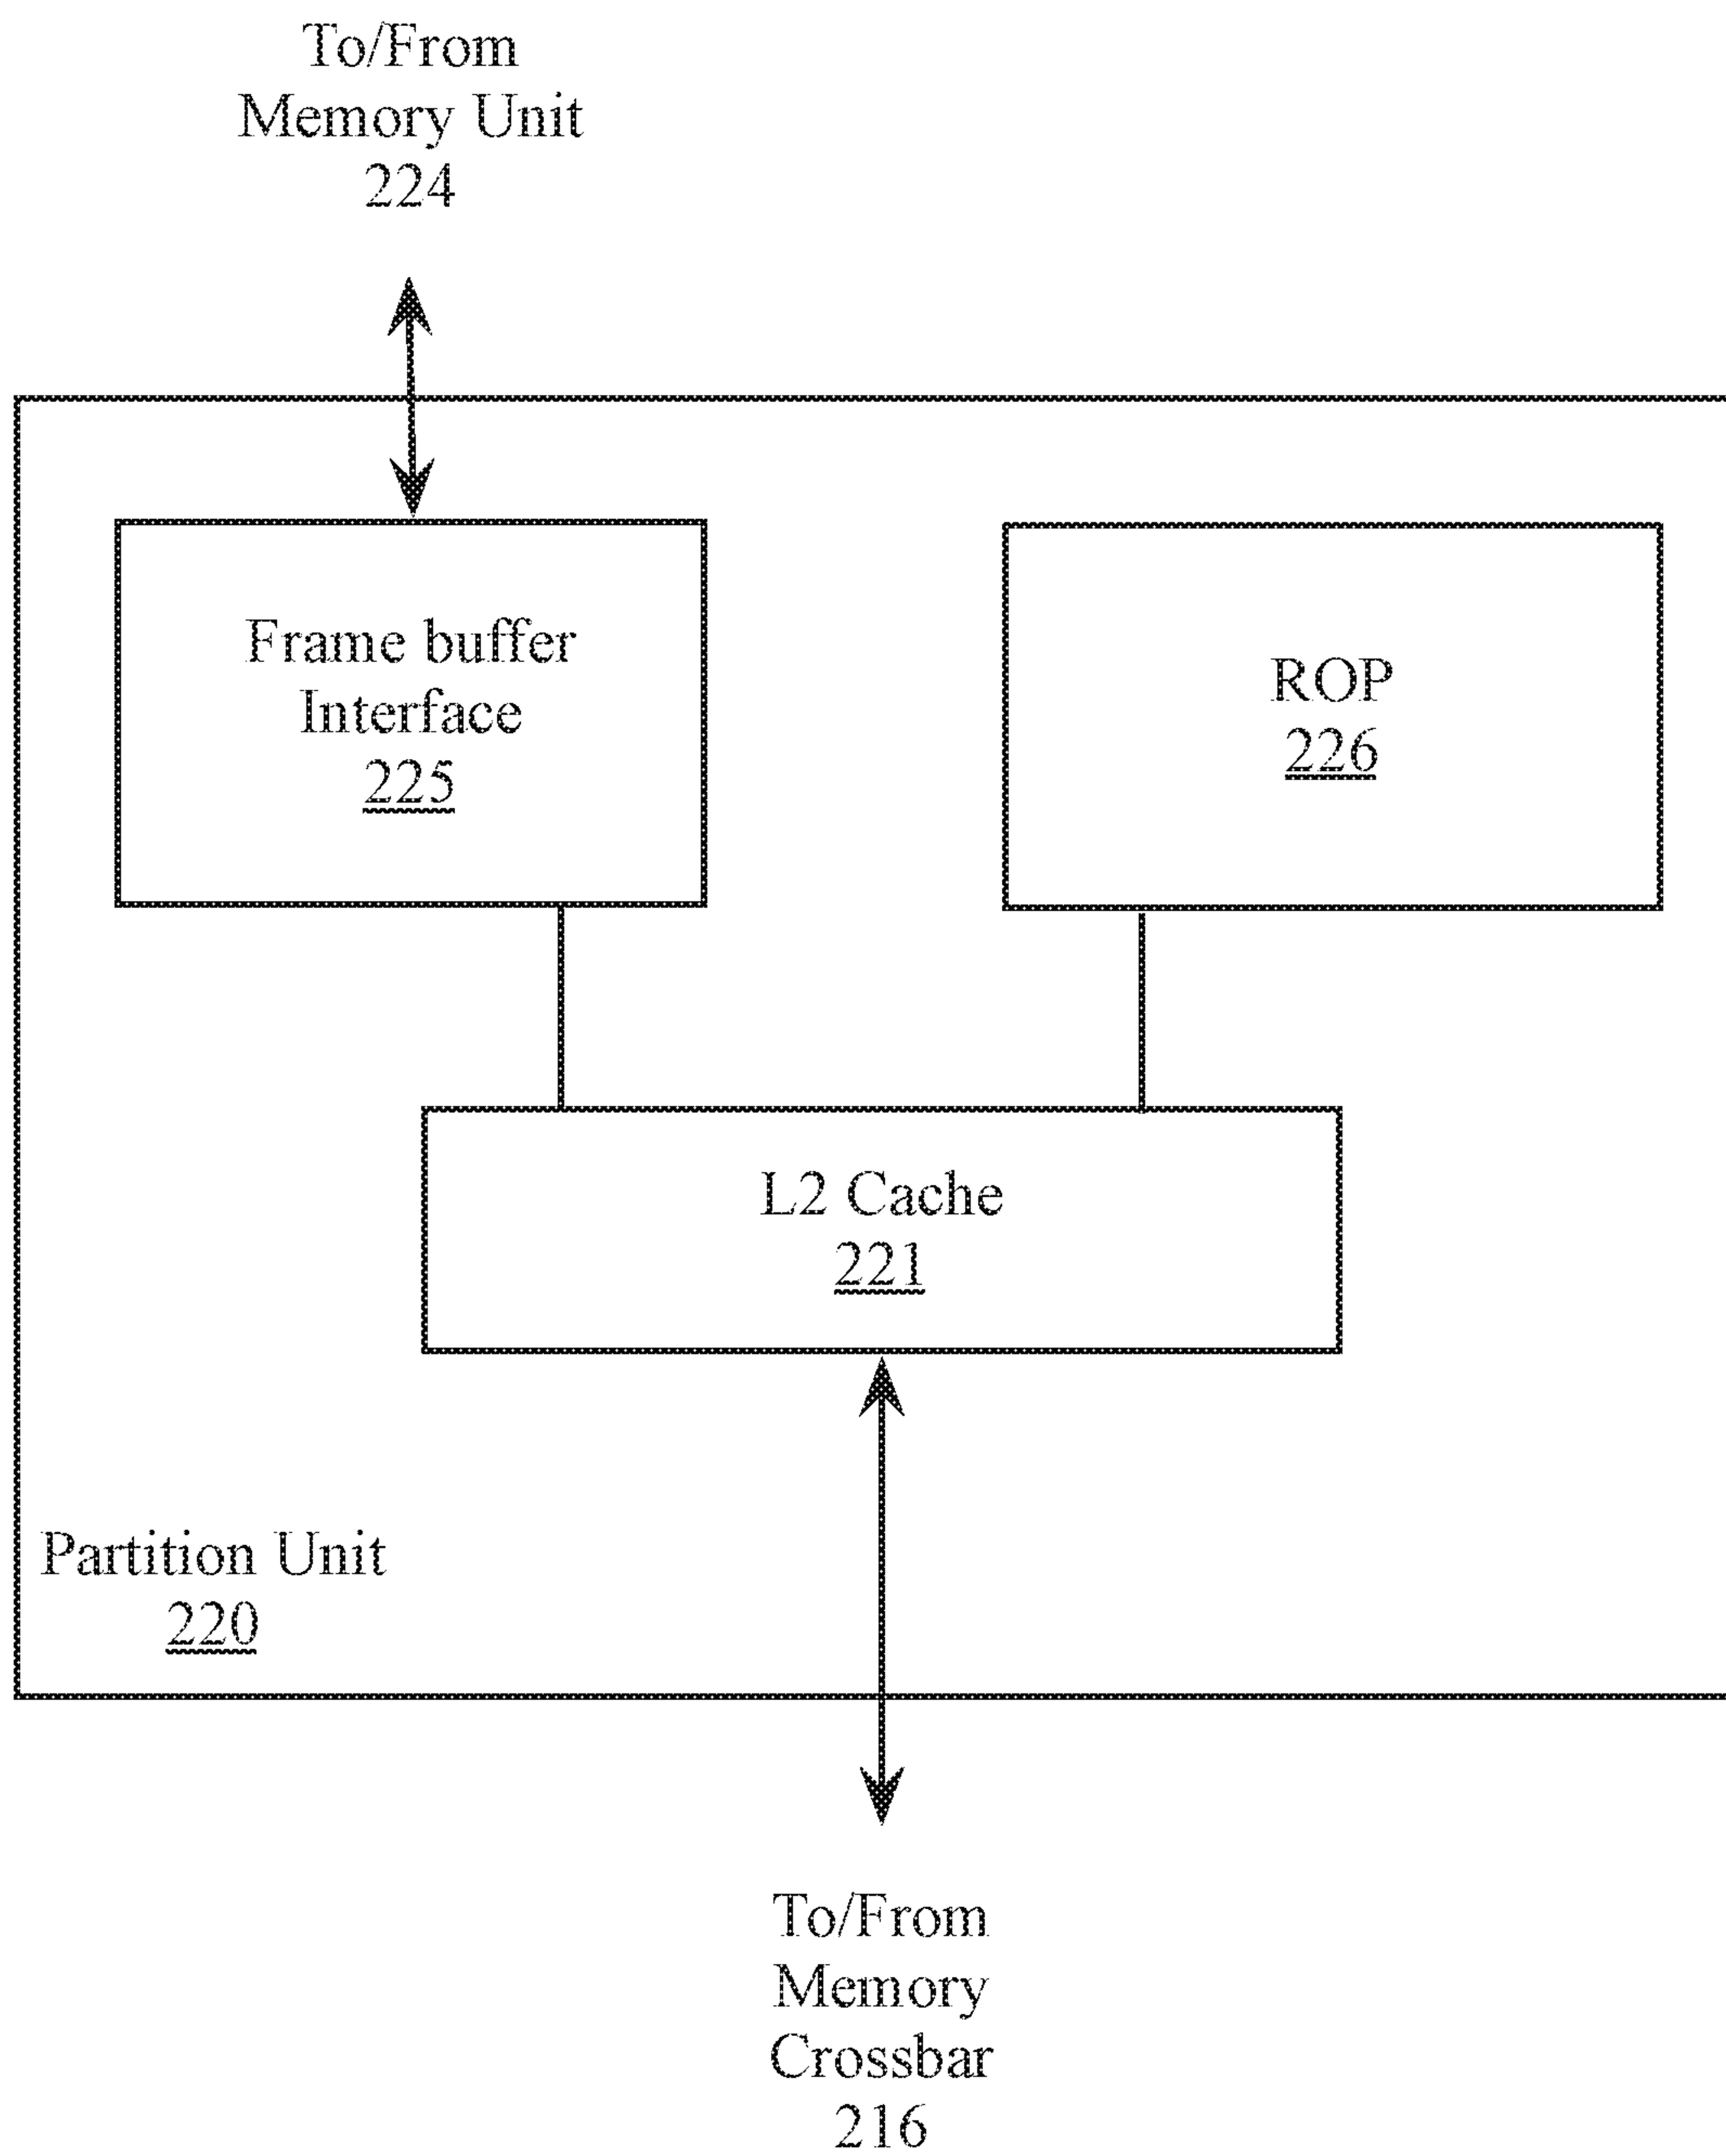 To/From
Memory Unit
224
Frame buffer
Interface
225
ROP
226
L2 Cache
221
Partition Unit
220
To/From
Memory
Crossbar
216